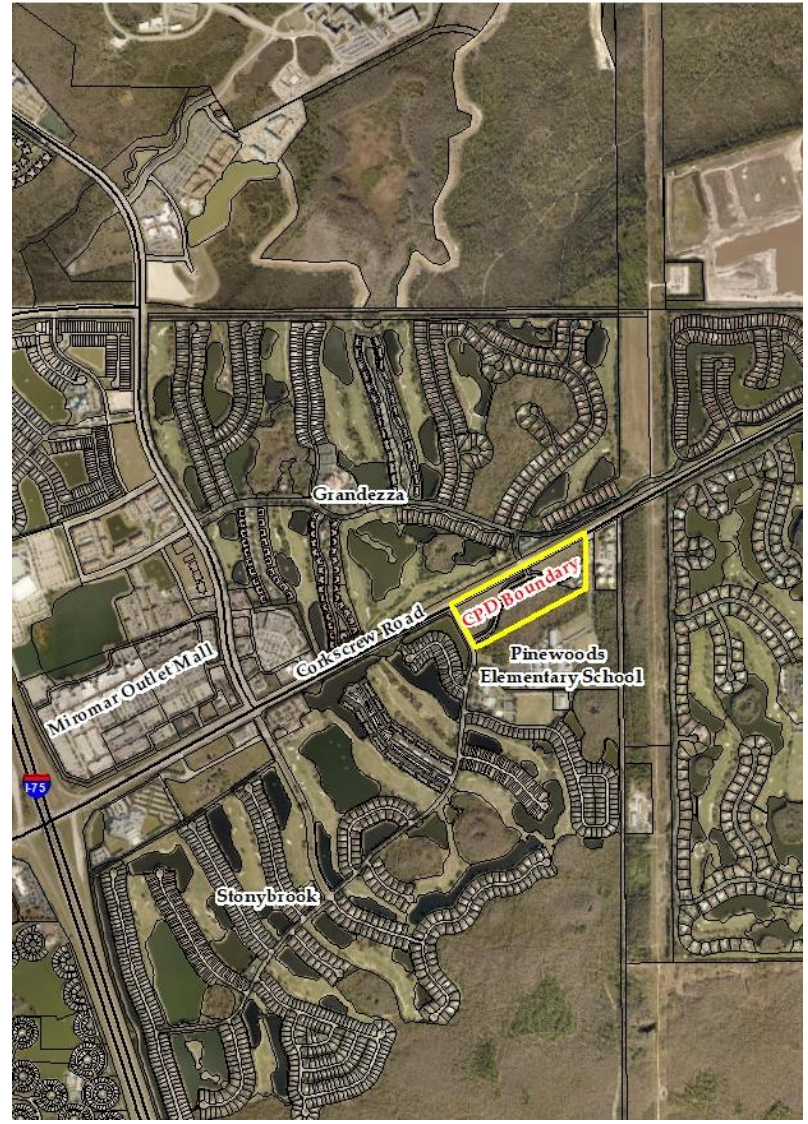 Grandezza
CPD Boundary
Corkscrew Road
Pinewoods
Elementary School
Miromar Outlet Mall
I-75
Stonybrook